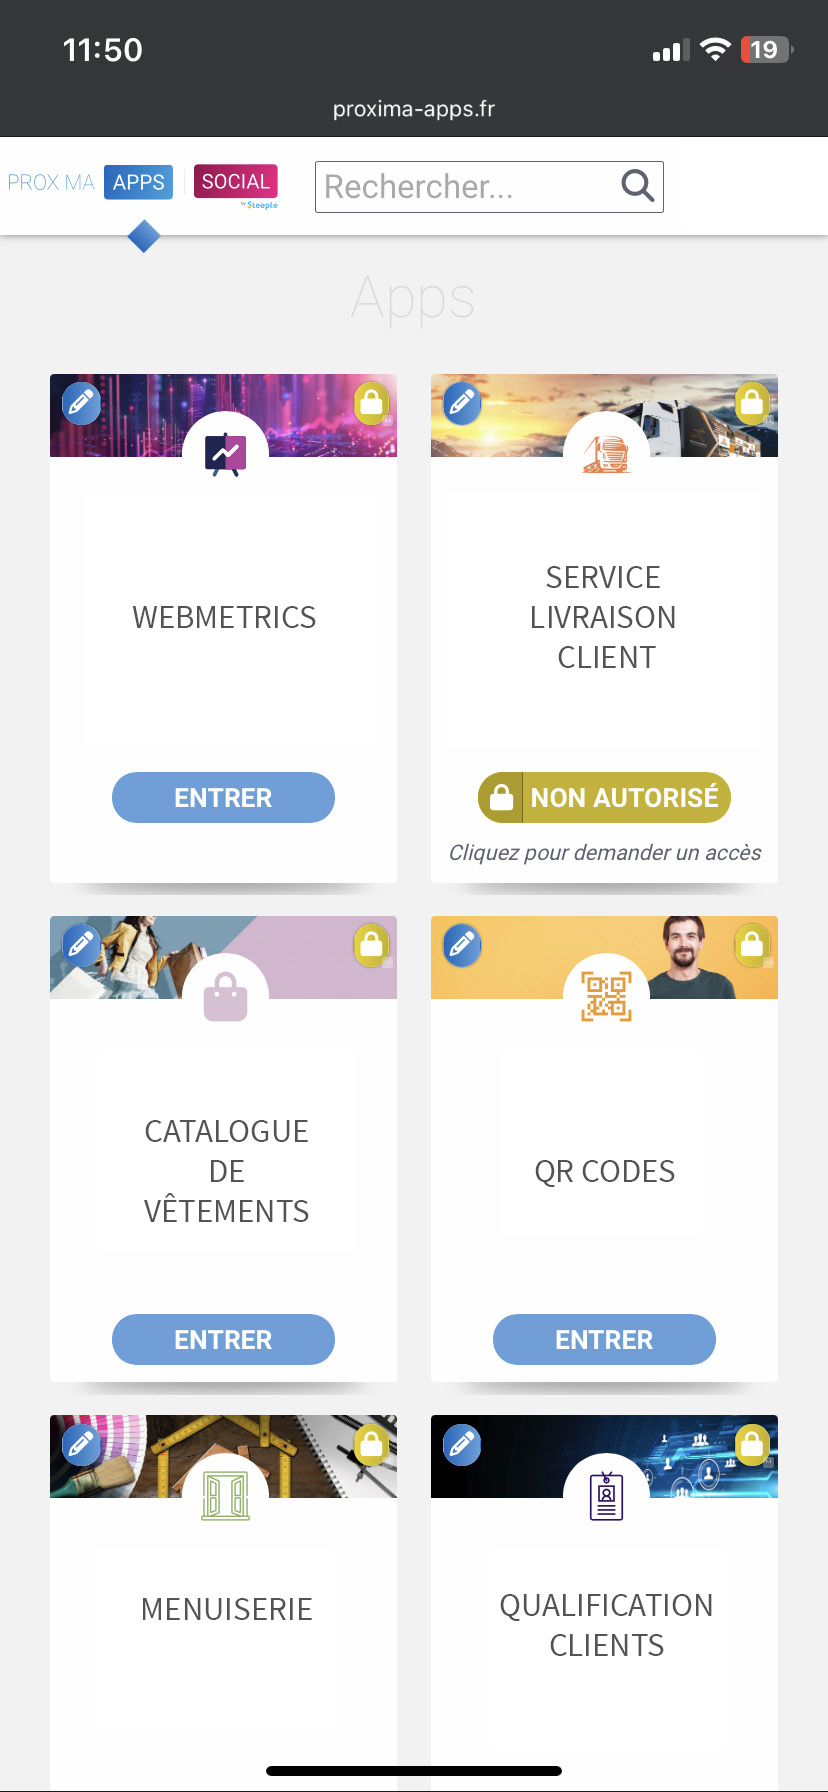 11:50
19
proxima-apps.fr
PROXIMA APPS SOCIAL
by Steeple
Rechercher...
Apps
WEBMETRICS
ENTRER
SERVICE
LIVRAISON
CLIENT
NON AUTORISÉ
Cliquez pour demander un accès
CATALOGUE
DE
VÊTEMENTS
ENTRER
QR CODES
ENTRER
MENUISERIE
QUALIFICATION
CLIENTS